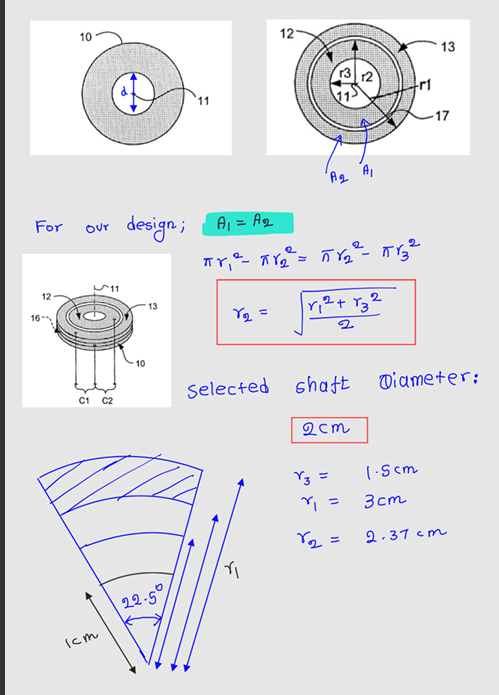 10
d
11
12
13
r3
r2
11
r1
17
A2 A1
For our design; A1 = A2
πr1² - πr2² = πr2² - πr3²
r2 = √(r1² + r3² / 2)
11
12
13
16
10
C1 C2
Selected shaft Diameter:
2cm
r3 = 1.5cm
r1 = 3cm
r2 = 2.37cm
r1
22.5°
1cm